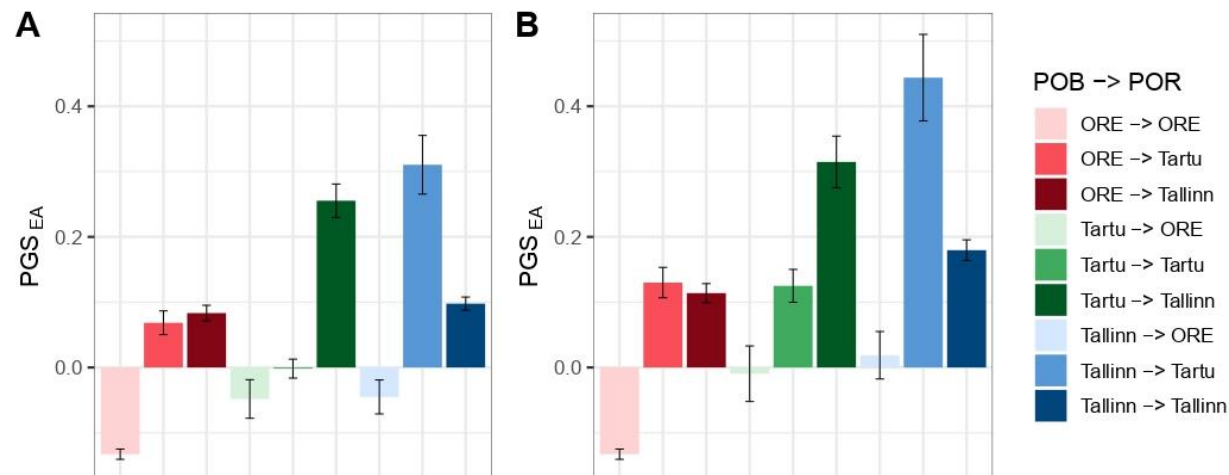 A
B
PGS EA
0.4
0.2
0.0
PGS EA
0.4
0.2
0.0
POB −> POR
ORE −> ORE
ORE −> Tartu
ORE −> Tallinn
Tartu −> ORE
Tartu −> Tartu
Tartu −> Tallinn
Tallinn −> ORE
Tallinn −> Tartu
Tallinn −> Tallinn